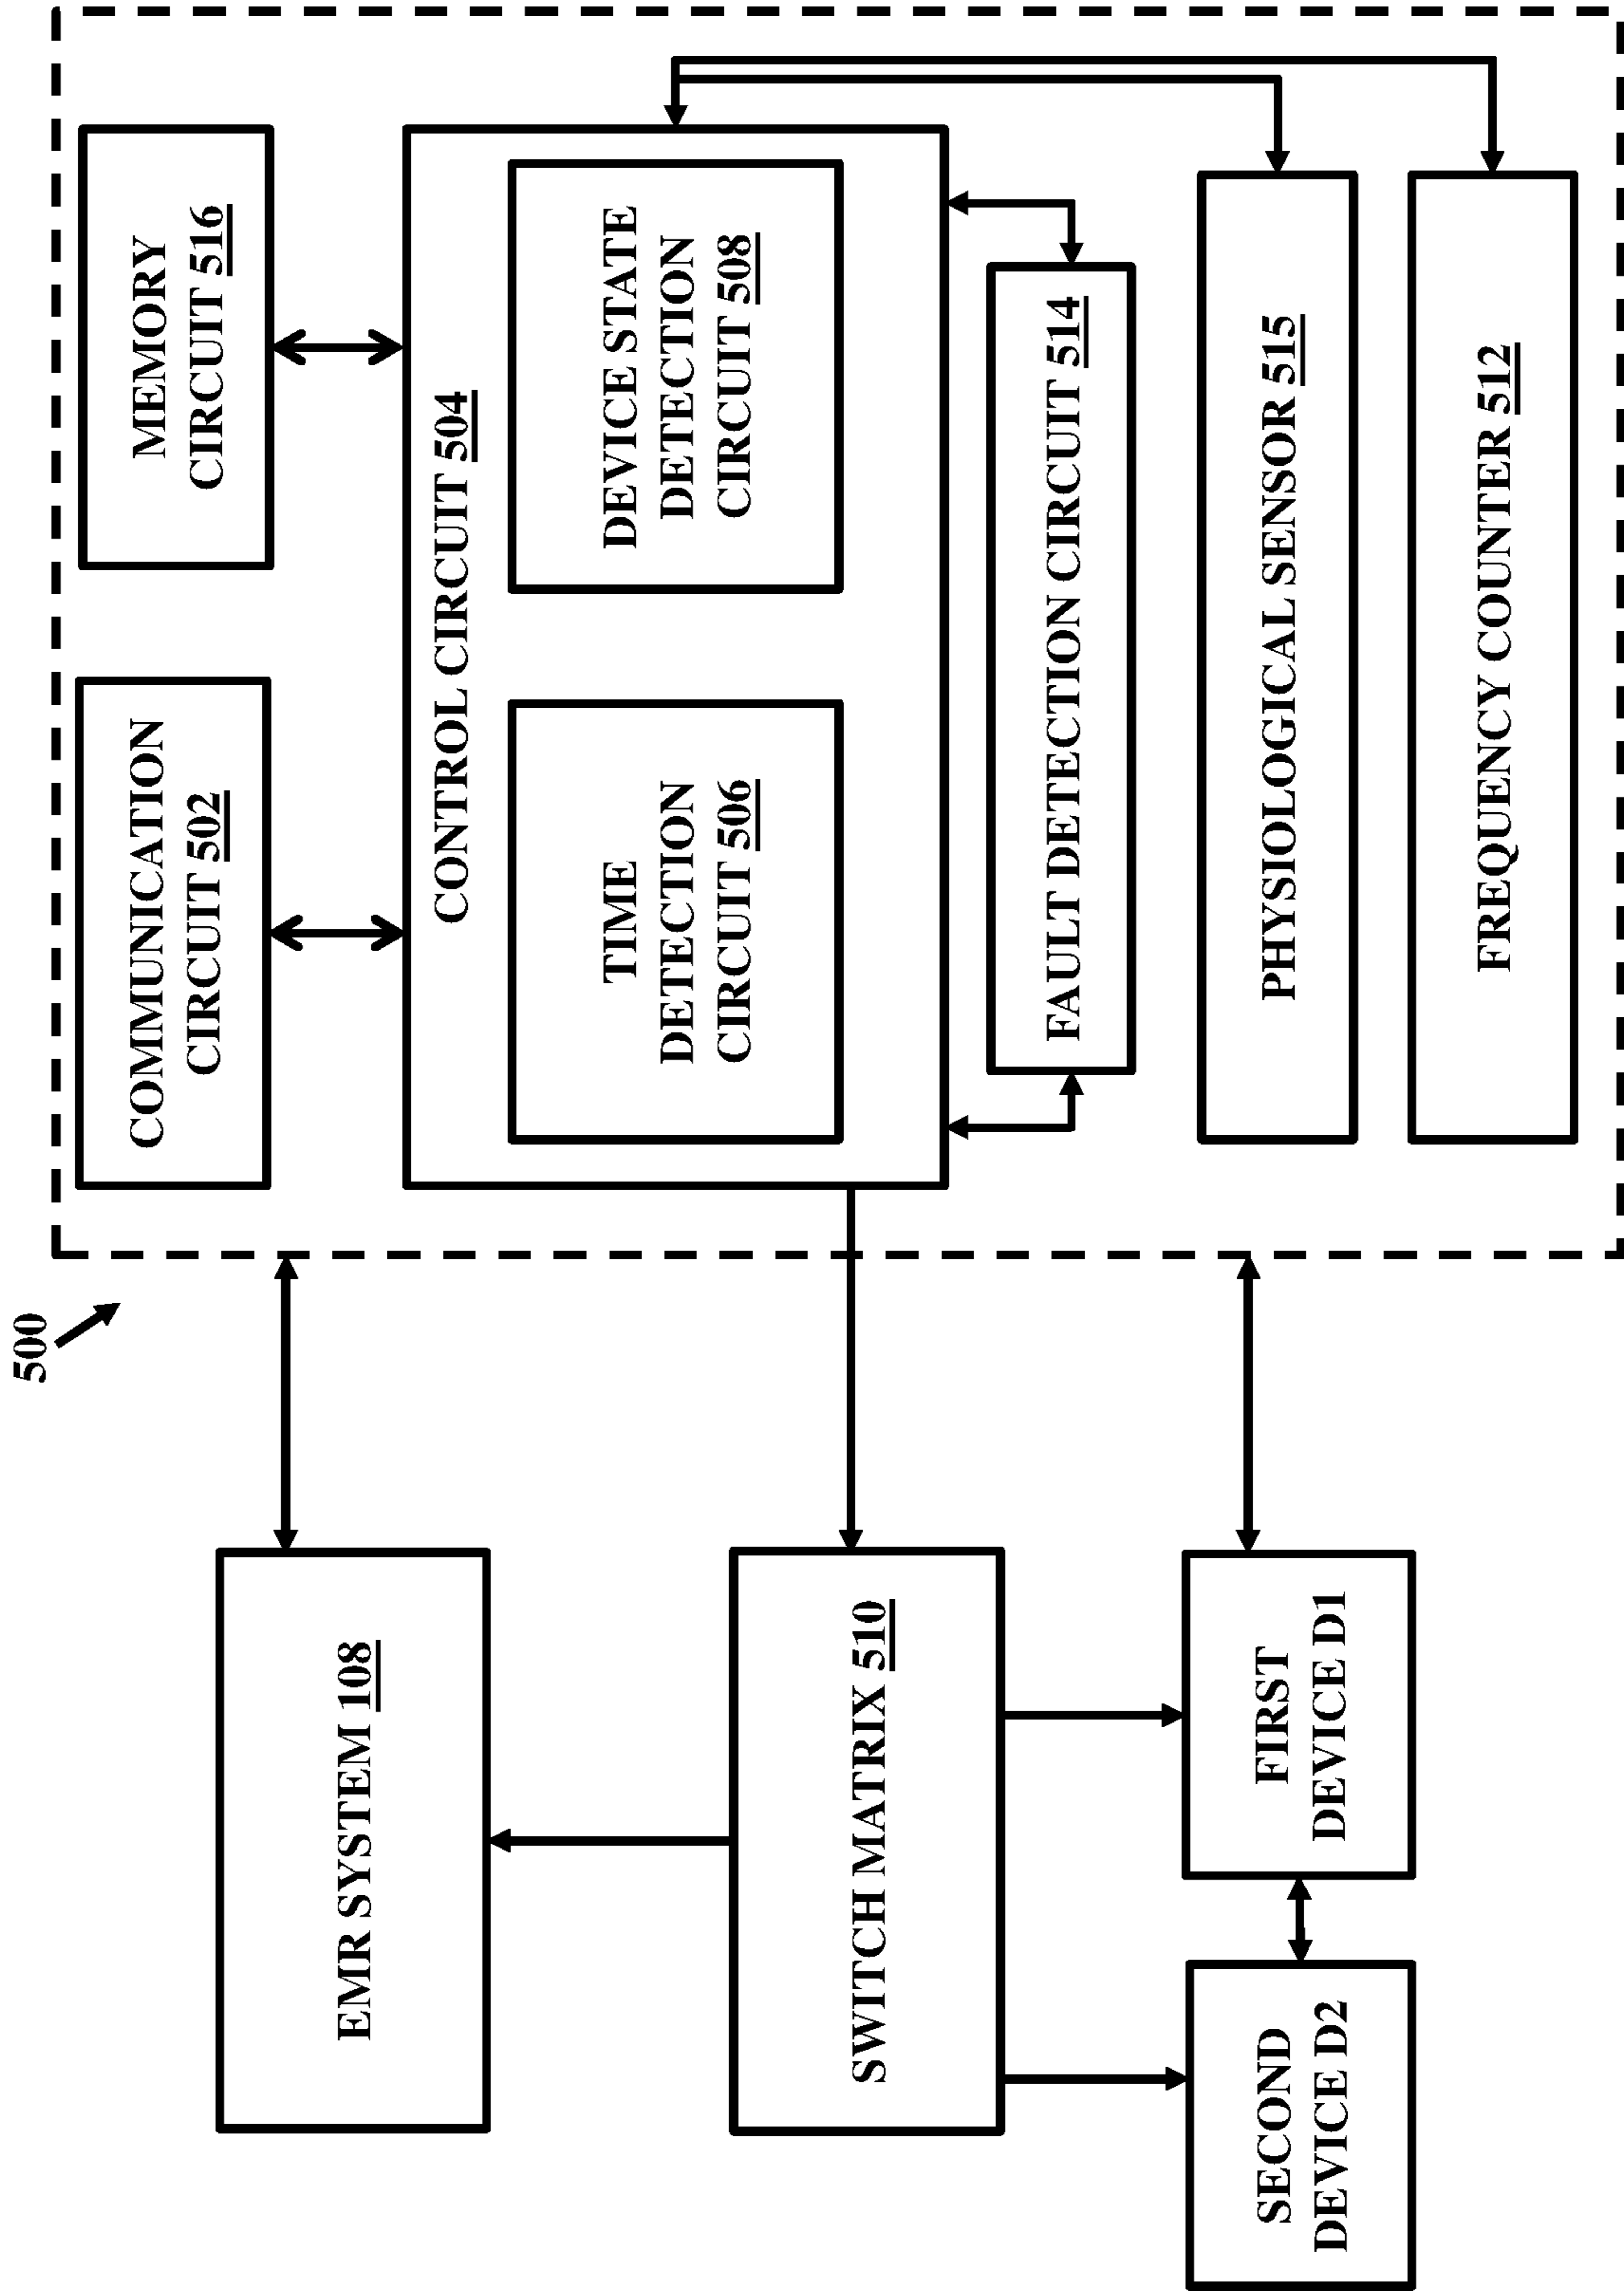 500
EMR SYSTEM 108
SWITCH MATRIX 510
SECOND
DEVICE D2
FIRST
DEVICE D1
COMMUNICATION
CIRCUIT 502
MEMORY
CIRCUIT 516
CONTROL CIRCUIT 504
TIME
DETECTION
CIRCUIT 506
DEVICE STATE
DETECTION
CIRCUIT 508
FAULT DETECTION CIRCUIT 514
PHYSIOLOGICAL SENSOR 515
FREQUENCY COUNTER 512